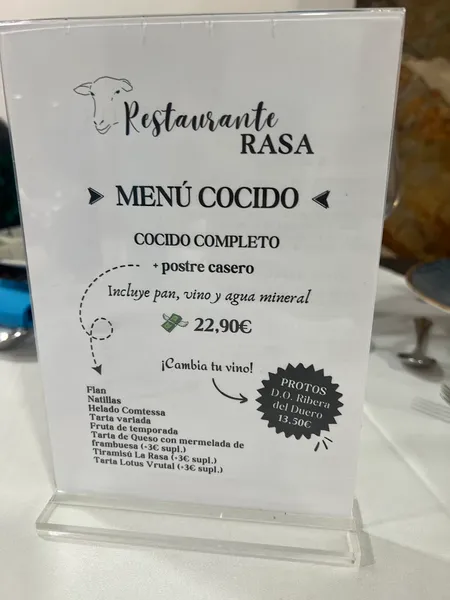 Restaurante
RASA
MENÚ COCIDO
COCIDO COMPLETO
+ postre casero
Incluye pan, vino y agua mineral
22,90€
¡Cambia tu vino!
PROTOS
D.O. Ribera
del Duero
13.50€
Flan
Natillas
Helado Comtessa
Tarta variada
Fruta de temporada
Tarta de Queso con mermelada de
frambuesa (+3€ supl.)
Tiramisú La Rasa (+3€ supl.)
Tarta Lotus Vrutal (+3€ supl.)